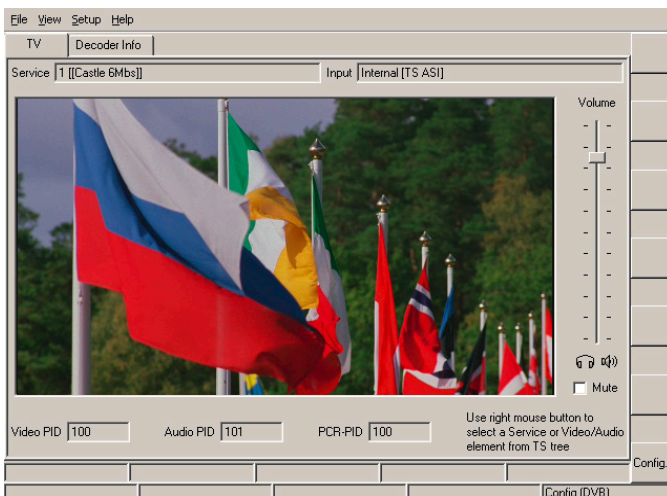 File View Setup Help
TV Decoder Info
Service 1 [[Castle 6Mbs]] Input Internal [TS ASI]
Volume
Mute
Video PID 100 Audio PID 101 PCR-PID 100
Use right mouse button to
select a Service or Video/Audio
element from TS tree
Config.
Config (DVB)